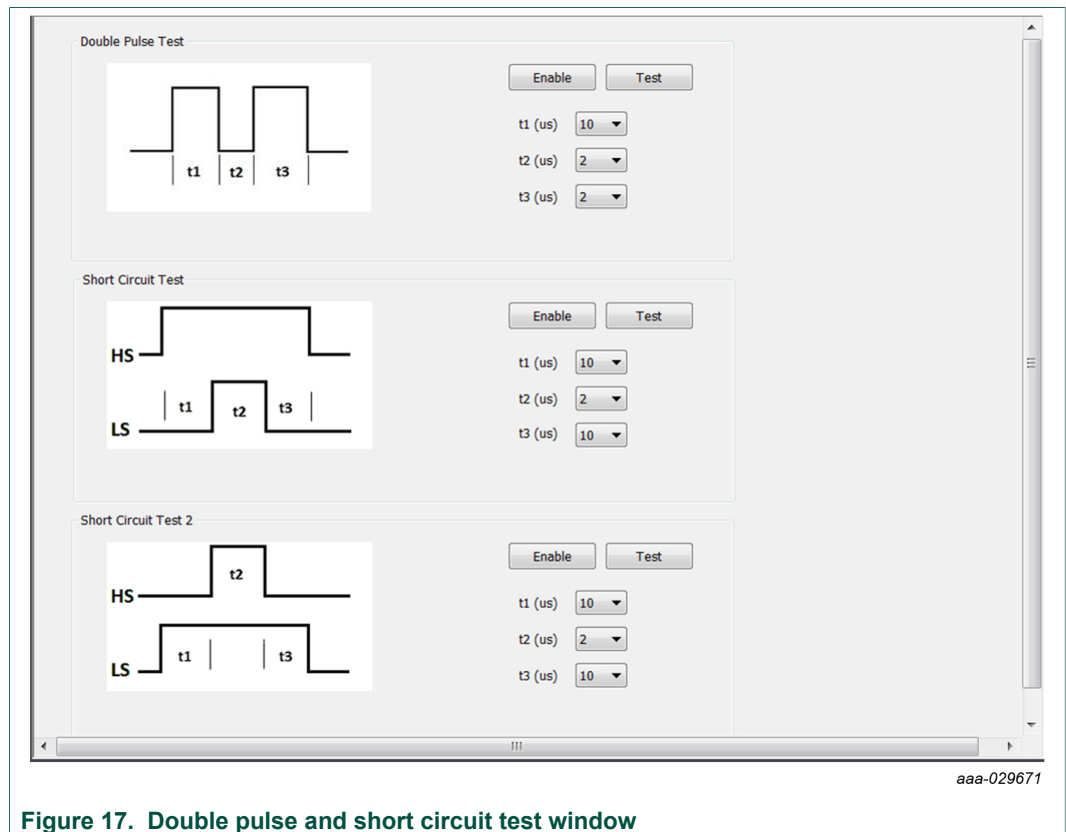 Double Pulse Test
Enable Test
t1 (us) 10
t2 (us) 2
t3 (us) 2
t1 t2 t3
Short Circuit Test
Enable Test
HS
t1 (us) 10
t2 (us) 2
t3 (us) 10
t1 t2 t3
LS
Short Circuit Test 2
Enable Test
t2
HS
t1 (us) 10
t2 (us) 2
t3 (us) 10
t1 t3
LS
aaa-029671
Figure 17. Double pulse and short circuit test window